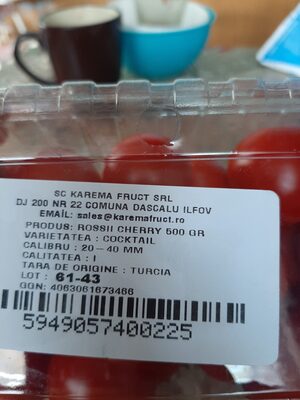 SC KAREMA FRUCT SRL
DJ 200 NR 22 COMUNA DASCALU ILFOV
EMAIL: sales@karemafruct.ro
PRODUS: ROSII CHERRY 500 GR
VARIETATEA : COCKTAIL
CALIBRU : 20-40 MM
CALITATEA : I
TARA DE ORIGINE : TURCIA
LOT : 61-43
GGN: 4063061673466
5949057400225